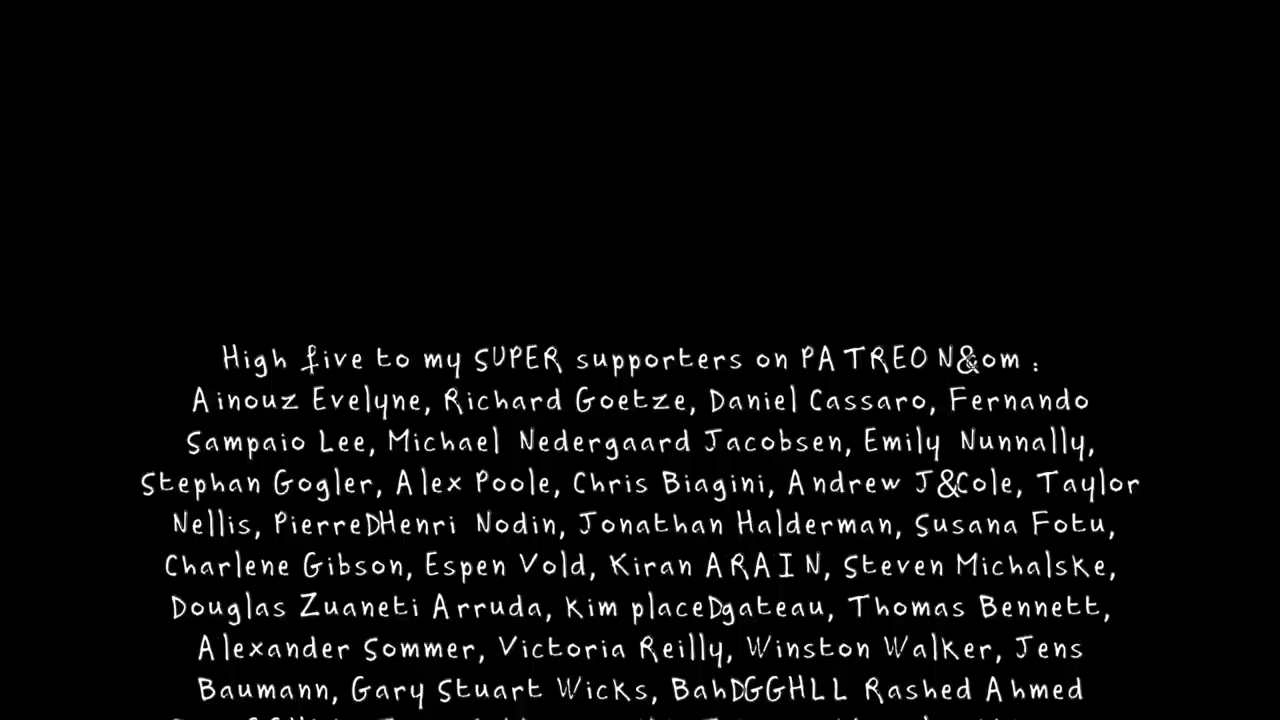 High five to my SUPER supporters on PATREON&om :
Ainouz Evelyne, Richard Goetze, Daniel Cassaro, Fernando
Sampaio Lee, Michael Nedergaard Jacobsen, Emily Nunnally,
Stephan Gogler, Alex Poole, Chris Biagini, Andrew J&Cole, Taylor
Nellis, PierreDHenri Nodin, Jonathan Halderman, Susana Fotu,
Charlene Gibson, Espen Vold, Kiran ARAIN, Steven Michalske,
Douglas Zuaneti Arruda, Kim placeDgateau, Thomas Bennett,
Alexander Sommer, Victoria Reilly, Winston Walker, Jens
Baumann, Gary Stuart Wicks, BahDGGHLL Rashed Ahmed